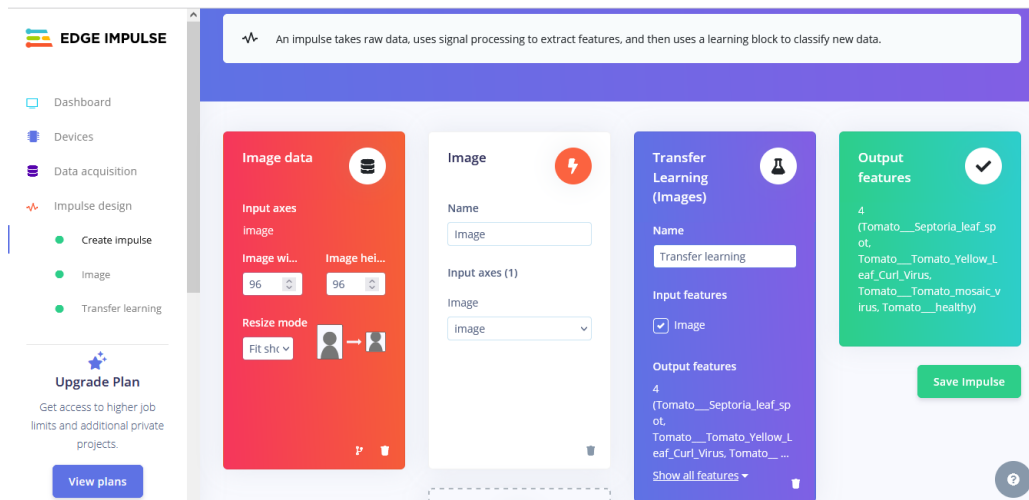 EDGE IMPULSE
An impulse takes raw data, uses signal processing to extract features, and then uses a learning block to classify new data.
Dashboard
Devices
Data acquisition
Impulse design
Create impulse
Image
Transfer learning
Upgrade Plan
Get access to higher job
limits and additional private
projects.
View plans
Image data
Input axes
image
Image wi... Image hei...
96 96
Resize mode
Fit shc
Image
Name
Image
Input axes (1)
Image
image
Transfer
Learning
(Images)
Name
Transfer learning
Input features
Image
Output features
4
(Tomato___Septoria_leaf_sp
ot,
Tomato___Tomato_Yellow_L
eaf_Curl_Virus, Tomato__ ...
Show all features
Output
features
4
(Tomato___Septoria_leaf_sp
ot,
Tomato___Tomato_Yellow_L
eaf_Curl_Virus,
Tomato___Tomato_mosaic_v
irus, Tomato___healthy)
Save Impulse
?